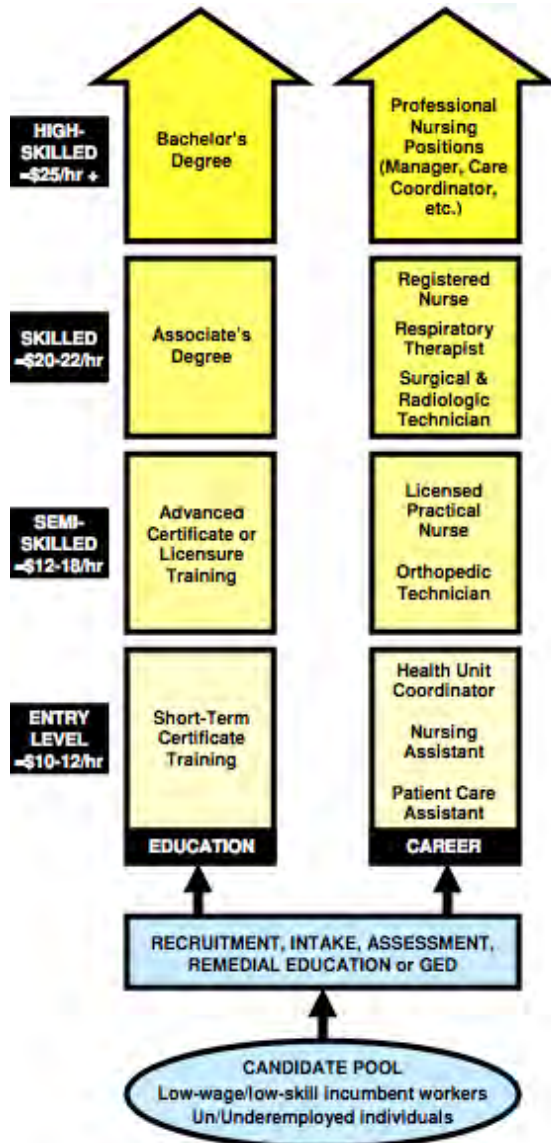 HIGH-
SKILLED
=$25/hr +
Bachelor's
Degree
Professional
Nursing
Positions
(Manager, Care
Coordinator,
etc.)
SKILLED
=$20-22/hr
Associate's
Degree
Registered
Nurse
Respiratory
Therapist
Surgical &
Radiologic
Technician
SEMI-
SKILLED
=$12-18/hr
Advanced
Certificate or
Licensure
Training
Licensed
Practical
Nurse
Orthopedic
Technician
ENTRY
LEVEL
=$10-12/hr
Short-Term
Certificate
Training
Health Unit
Coordinator
Nursing
Assistant
Patient Care
Assistant
EDUCATION
CAREER
RECRUITMENT, INTAKE, ASSESSMENT,
REMEDIAL EDUCATION or GED
CANDIDATE POOL
Low-wage/low-skill incumbent workers
Un/Underemployed individuals